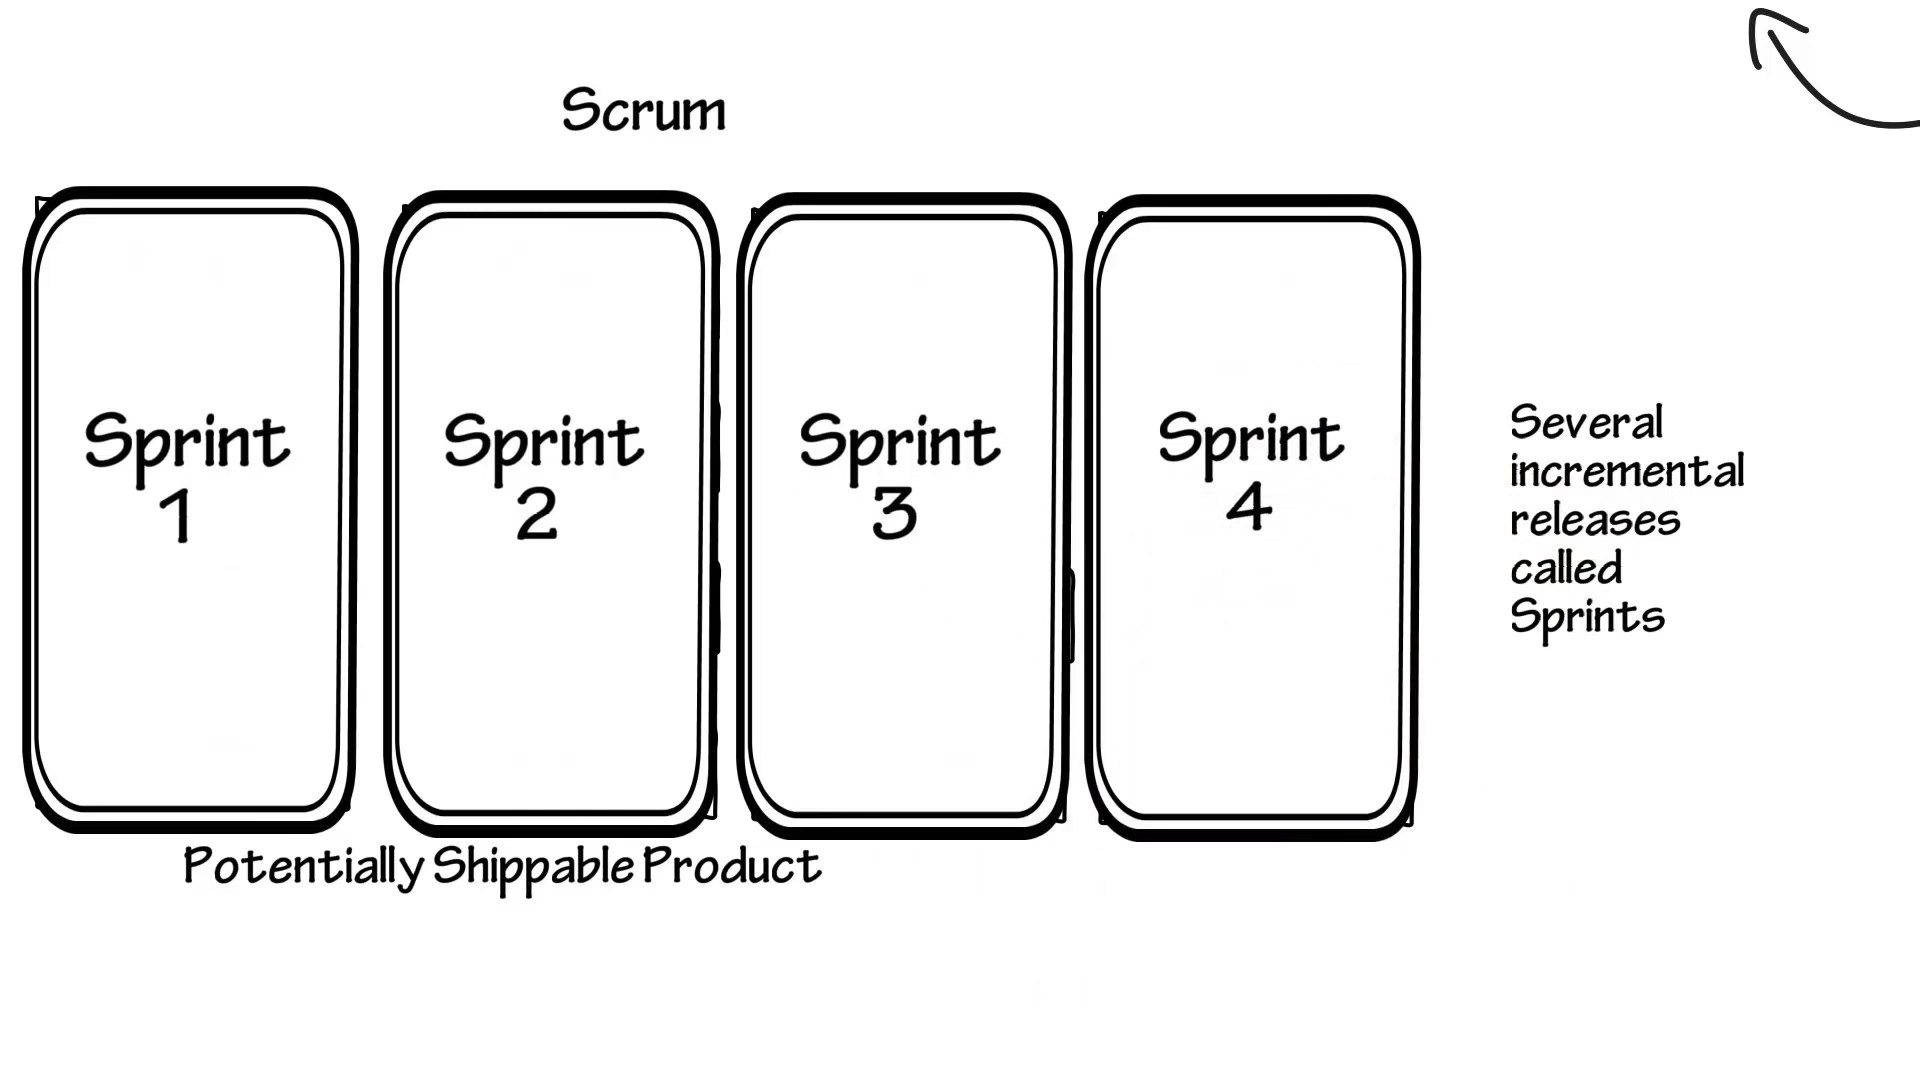 Scrum
Sprint
1
Sprint
2
Sprint
3
Sprint
4
Several
incremental
releases
called
Sprints
Potentially Shippable Product